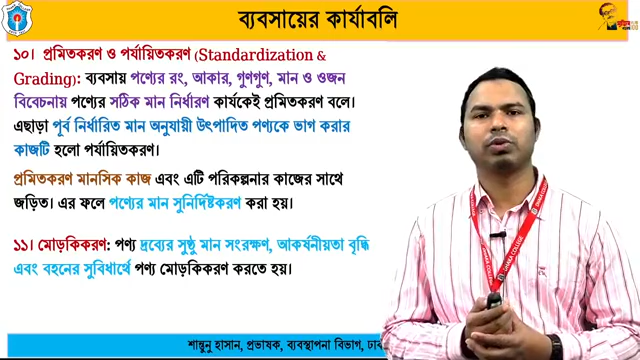 ব্যবসায়ের কার্যাবলি
১০। প্রমিতকরণ ও পর্যায়িতকরণ (Standardization &
Grading): ব্যবসায় পণ্যের রং, আকার, গুণগুণ, মান ও ওজন
বিবেচনায় পণ্যের সঠিক মান নির্ধারণ কার্যকেই প্রমিতকরণ বলে।
এছাড়া পূর্ব নির্ধারিত মান অনুযায়ী উৎপাদিত পণ্যকে ভাগ করার
কাজটি হলো পর্যায়িতকরণ।
প্রমিতকরণ মানসিক কাজ এবং এটি পরিকল্পনার কাজের সাথে
জড়িত। এর ফলে পণ্যের মান সুনির্দিষ্টকরণ করা হয়।
১১। মোড়কিকরণ: পণ্য দ্রব্যের সুষ্ঠু মান সংরক্ষণ, আকর্ষনীয়তা বৃদ্ধি
এবং বহনের সুবিধার্থে পণ্য মোড়কিকরণ করতে হয়।
শান্তুনু হাসান, প্রভাষক, ব্যবস্থাপনা বিভাগ, ঢাক
DHAKA COLLEGE